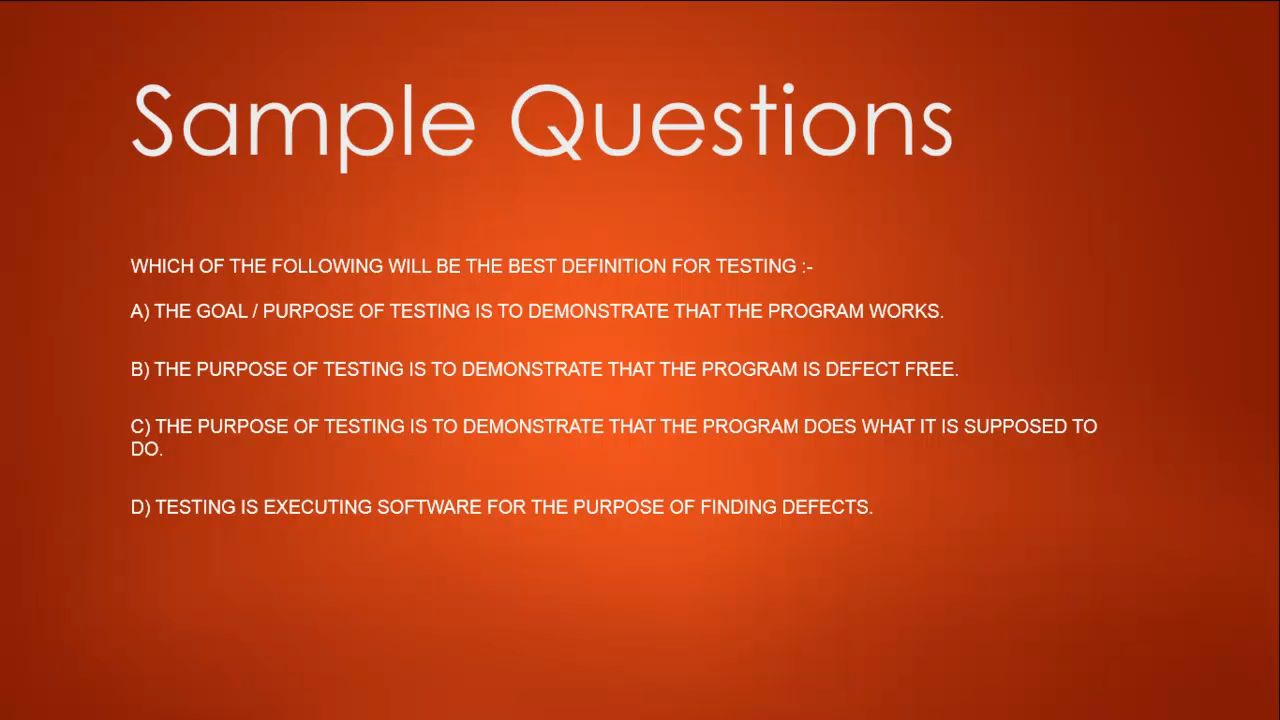 Sample Questions
WHICH OF THE FOLLOWING WILL BE THE BEST DEFINITION FOR TESTING :-
A) THE GOAL / PURPOSE OF TESTING IS TO DEMONSTRATE THAT THE PROGRAM WORKS.
B) THE PURPOSE OF TESTING IS TO DEMONSTRATE THAT THE PROGRAM IS DEFECT FREE.
C) THE PURPOSE OF TESTING IS TO DEMONSTRATE THAT THE PROGRAM DOES WHAT IT IS SUPPOSED TO
DO.
D) TESTING IS EXECUTING SOFTWARE FOR THE PURPOSE OF FINDING DEFECTS.